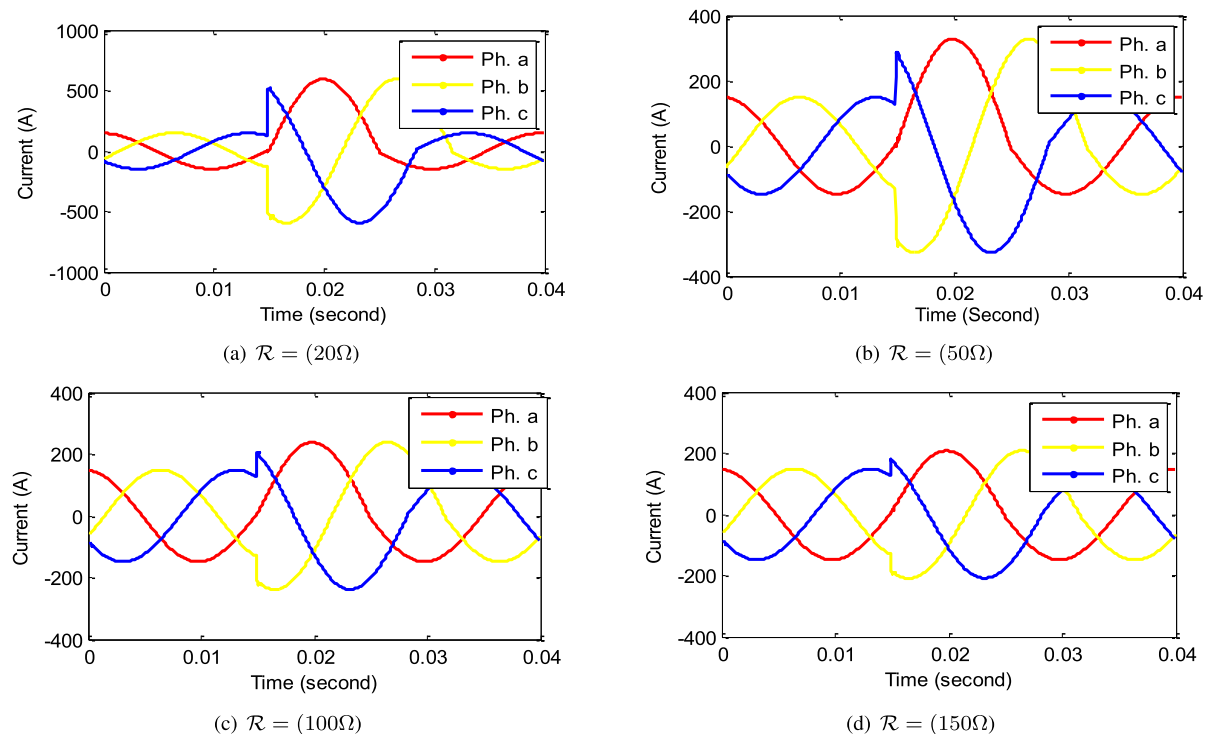 1000
500
0
-500
-1000
Current (A)
Ph. a
Ph. b
Ph. c
0
0.01
0.02
0.03
0.04
Time (second)
(a) ℛ = (20Ω)
400
200
0
-200
-400
Current (A)
Ph. a
Ph. b
Ph. c
0
0.01
0.02
0.03
0.04
Time (Second)
(b) ℛ = (50Ω)
400
200
0
-200
-400
Current (A)
Ph. a
Ph. b
Ph. c
0
0.01
0.02
0.03
0.04
Time (second)
(c) ℛ = (100Ω)
400
200
0
-200
-400
Current (A)
Ph. a
Ph. b
Ph. c
0
0.01
0.02
0.03
0.04
Time (second)
(d) ℛ = (150Ω)